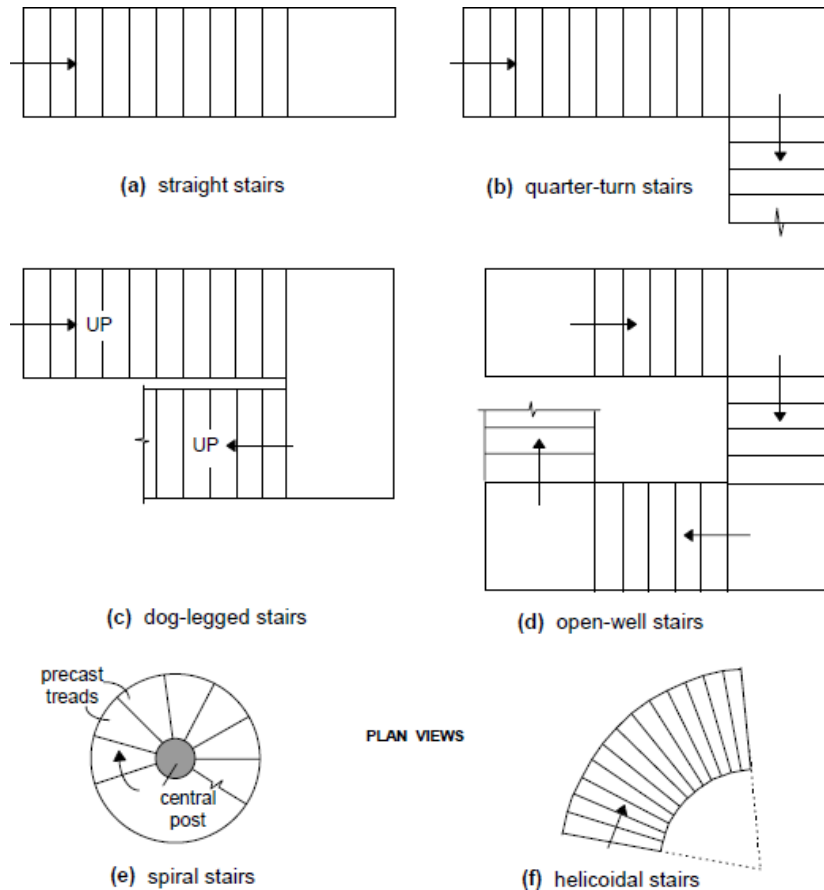 (a) straight stairs
(b) quarter-turn stairs
UP
UP
(c) dog-legged stairs
(d) open-well stairs
precast
treads
central
post
PLAN VIEWS
(e) spiral stairs
(f) helicoidal stairs